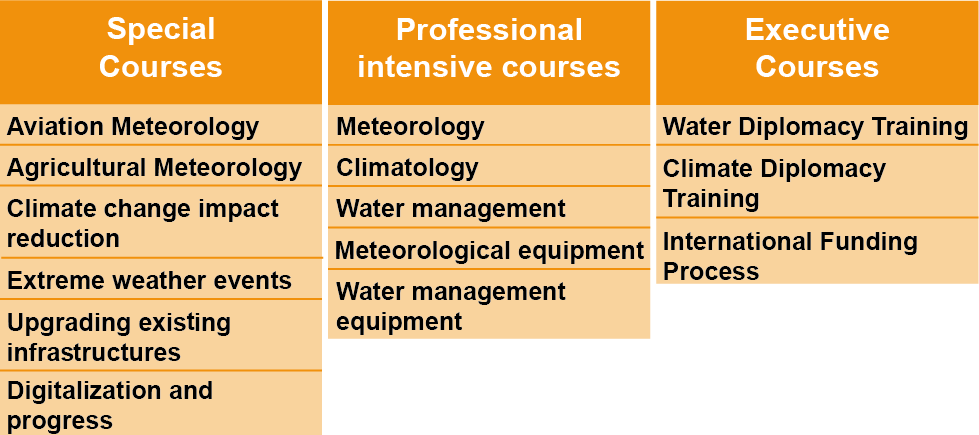 Special
Courses
Aviation Meteorology
Agricultural Meteorology
Climate change impact
reduction
Extreme weather events
Upgrading existing
infrastructures
Digitalization and
progress
Professional
intensive courses
Meteorology
Climatology
Water management
Meteorological equipment
Water management
equipment
Executive
Courses
Water Diplomacy Training
Climate Diplomacy
Training
International Funding
Process